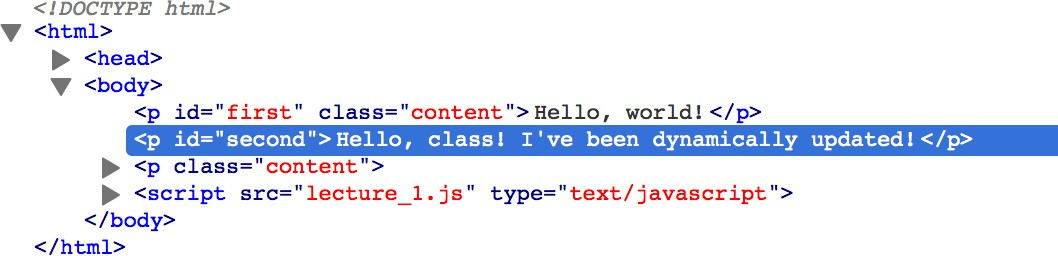 <!DOCTYPE html>
<html>
<head>
<body>
<p id="first" class="content">Hello, world!</p>
<p id="second">Hello, class! I've been dynamically updated!</p>
<p class="content">
<script src="lecture_1.js" type="text/javascript">
</body>
</html>